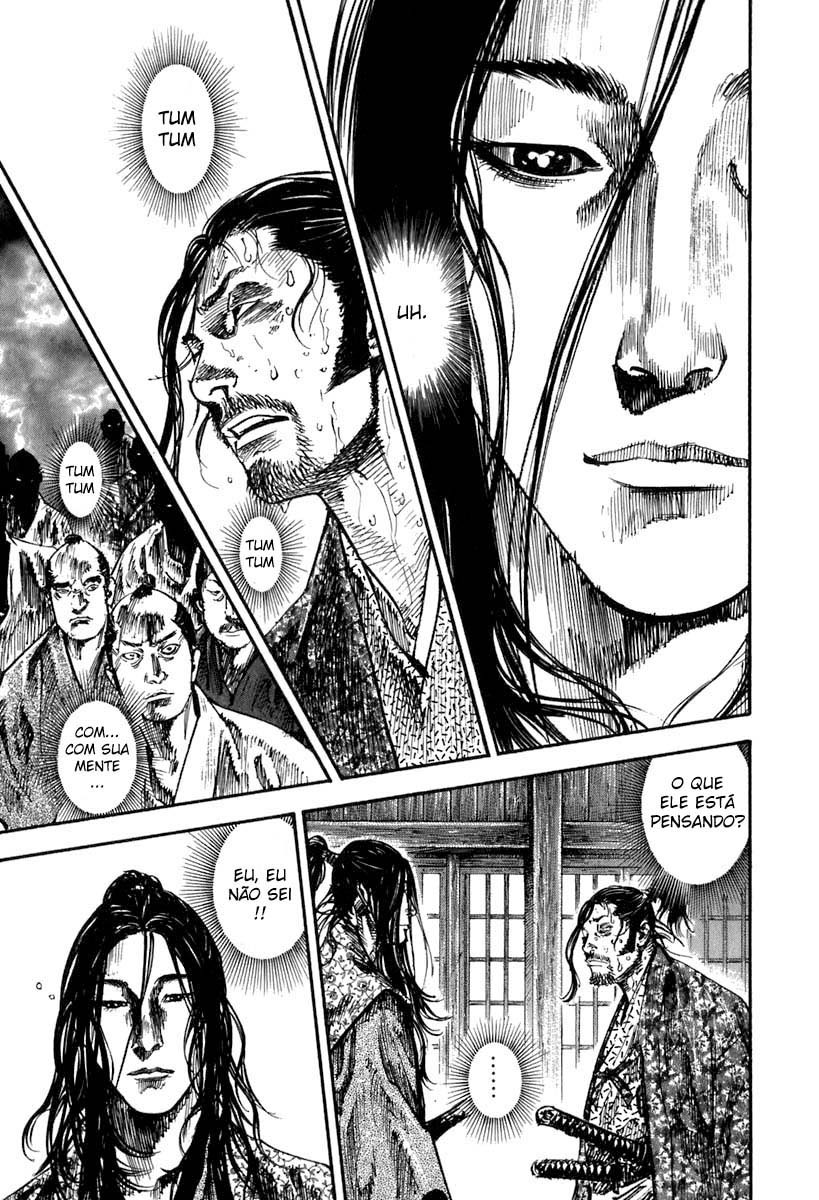 UH.
TUM
TUM
TUM
TUM
TUM
TUM
COM...
COM SUA
MENTE
...
O QUE
ELE ESTÁ
PENSANDO?
......
EU, EU
NÃO SEI
!!